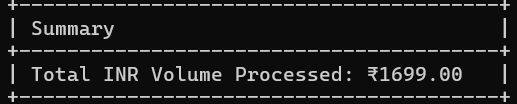 Summary
Total INR Volume Processed: ₹1699.00